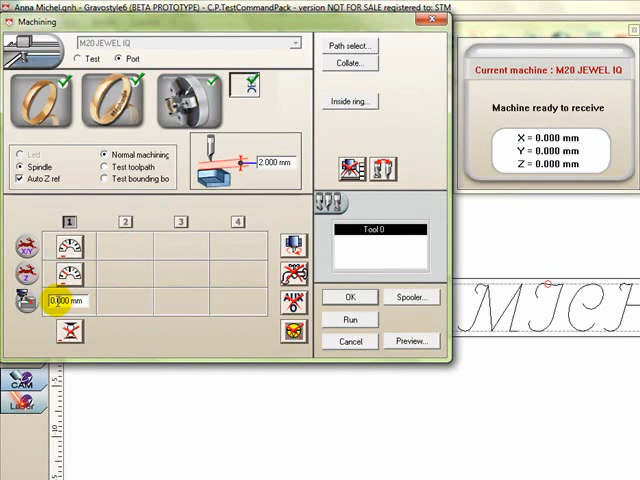 Anna Michel.gnh - Gravostyle6 (BETA PROTOTYPE) - C.P.TestCommandPack - version NOT FOR SALE registered to: STM
Machining
M20 JEWEL IQ
Test
Port
Path select...
Collate...
Inside ring...
Current machine : M20 JEWEL IQ
Machine ready to receive
X = 0.000 mm
Y = 0.000 mm
Z = 0.000 mm
Led
Spindle
Auto Z ref
Normal machining
Test toolpath
Test bounding bo
2.000 mm
1
2
3
4
X/Y
Z
0.000 mm
AUX
Tool 0
OK
Spooler...
Run
Cancel
Preview...
MICH
CAM
Laser
5